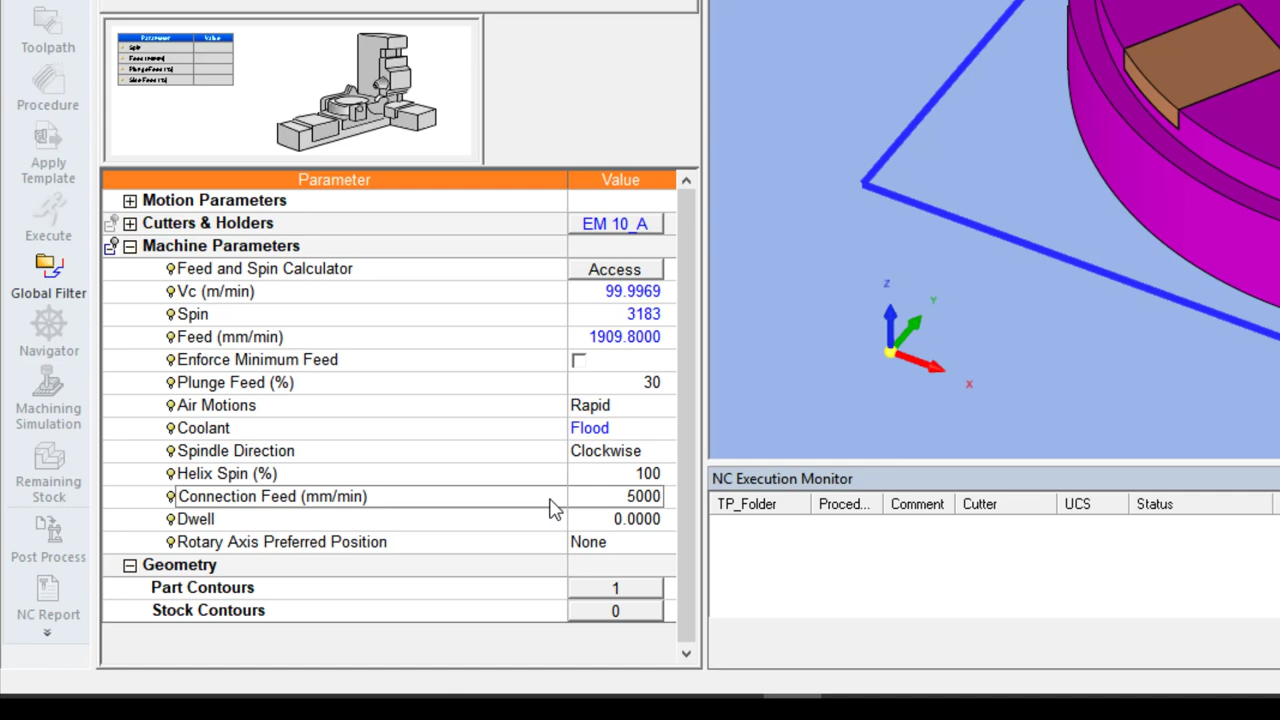 Toolpath
Procedure
Apply
Template
Execute
Global Filter
Navigator
Machining
Simulation
Remaining
Stock
Post Process
NC Report
Parameter Value
Spin
Parameter Value
Motion Parameters
Cutters & Holders EM 10_A
Machine Parameters
Feed and Spin Calculator Access
Vc (m/min) 99.9969
Spin 3183
Feed (mm/min) 1909.8000
Enforce Minimum Feed
Plunge Feed (%) 30
Air Motions Rapid
Coolant Flood
Spindle Direction Clockwise
Helix Spin (%) 100
Connection Feed (mm/min) 5000
Dwell 0.0000
Rotary Axis Preferred Position None
Geometry
Part Contours 1
Stock Contours 0
Z
Y
X
NC Execution Monitor
TP_Folder Proced... Comment Cutter UCS Status